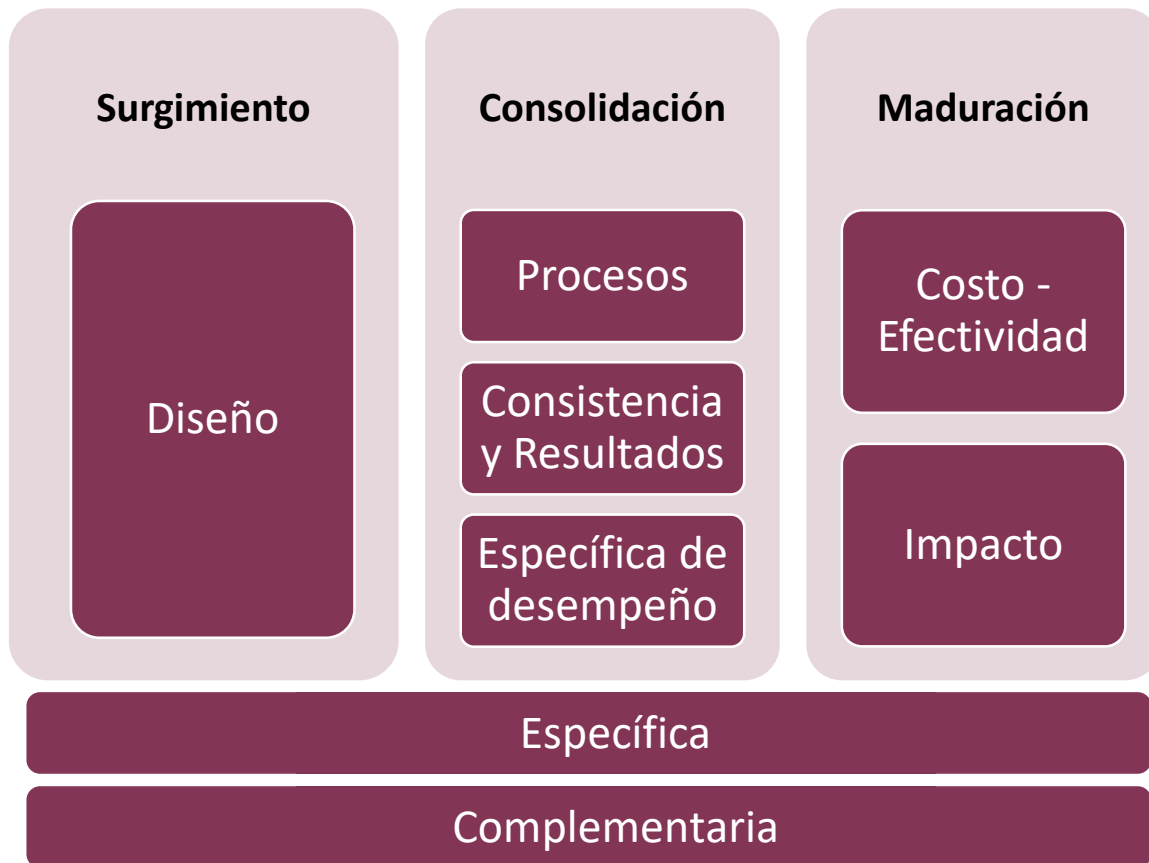 Surgimiento
Diseño
Consolidación
Procesos
Consistencia
y Resultados
Específica de
desempeño
Maduración
Costo -
Efectividad
Impacto
Específica
Complementaria